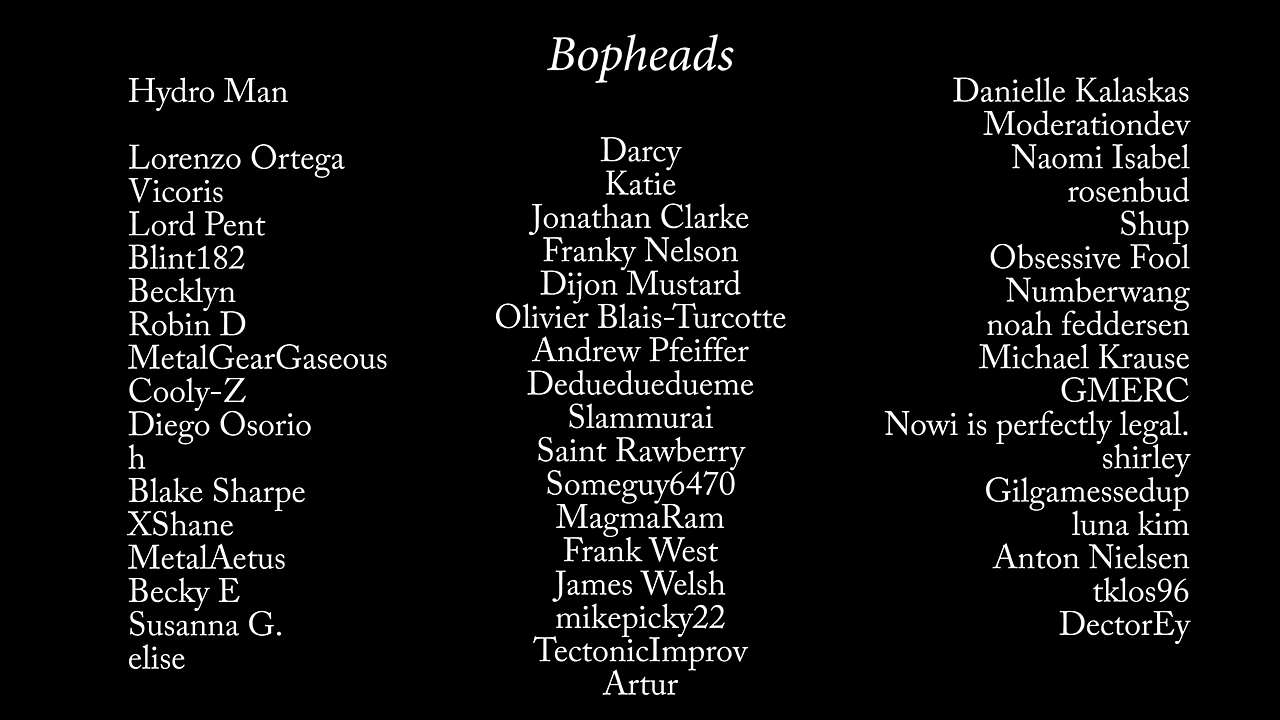 Bopheads
Hydro Man
Lorenzo Ortega
Vicoris
Lord Pent
Blint182
Becklyn
Robin D
MetalGearGaseous
Cooly-Z
Diego Osorio
h
Blake Sharpe
XShane
MetalAetus
Becky E
Susanna G.
elise
Darcy
Katie
Jonathan Clarke
Franky Nelson
Dijon Mustard
Olivier Blais-Turcotte
Andrew Pfeiffer
Dedueduedueme
Slammurai
Saint Rawberry
Someguy6470
MagmaRam
Frank West
James Welsh
mikepicky22
TectonicImprov
Artur
Danielle Kalaskas
Moderationdev
Naomi Isabel
rosenbud
Shup
Obsessive Fool
Numberwang
noah feddersen
Michael Krause
GMERC
Nowi is perfectly legal.
shirley
Gilgamessedup
luna kim
Anton Nielsen
tklos96
DectorEy